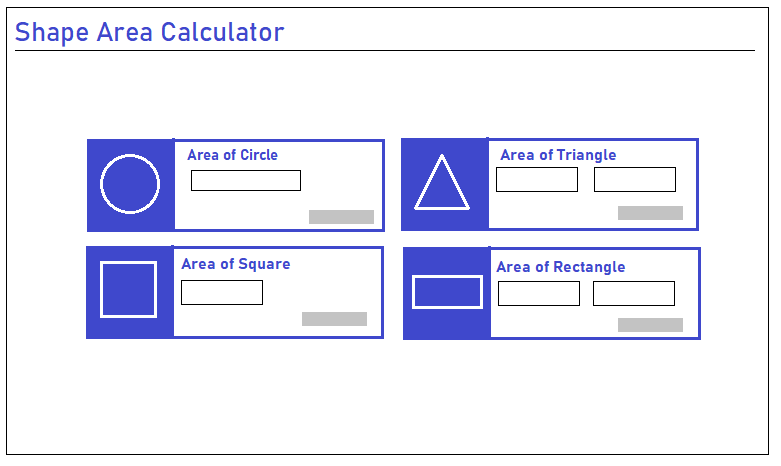 Shape Area Calculator
Area of Circle
Area of Triangle
Area of Square
Area of Rectangle